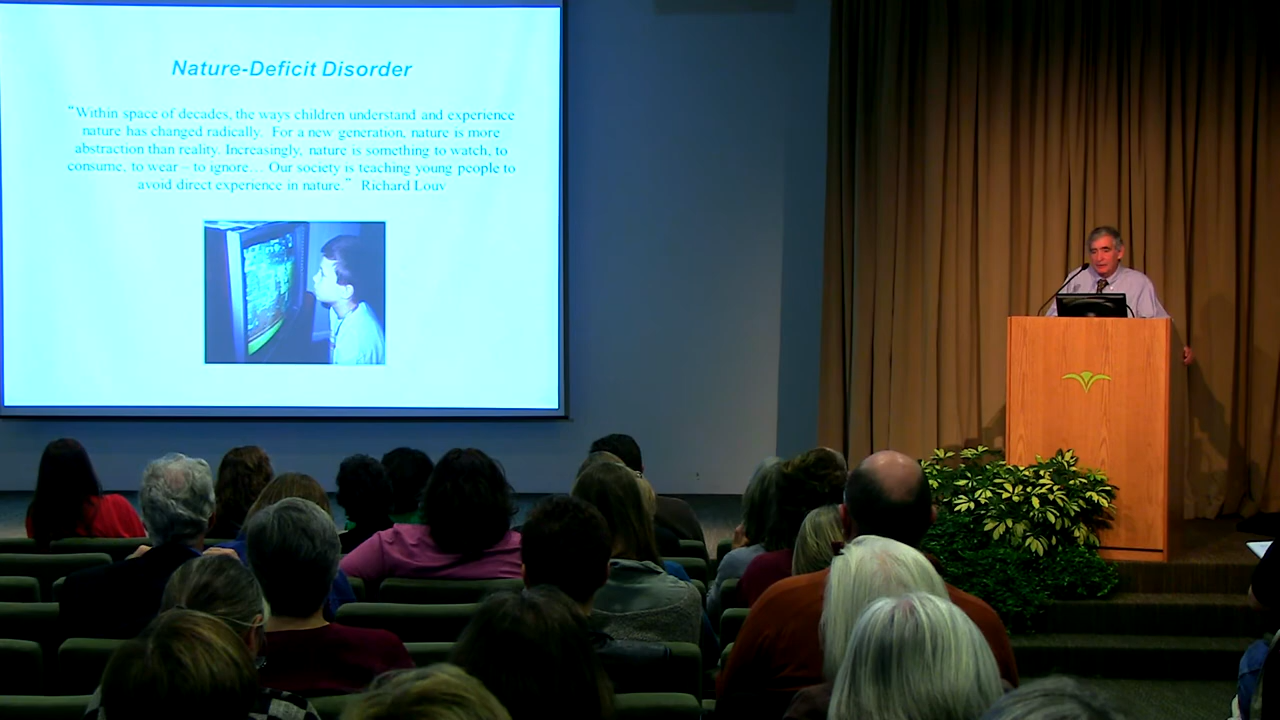 Nature-Deficit Disorder
"Within space of decades, the ways children understand and experience
nature has changed radically. For a new generation, nature is more
abstraction than reality. Increasingly, nature is something to watch, to
consume, to wear – to ignore… Our society is teaching young people to
avoid direct experience in nature." Richard Louv